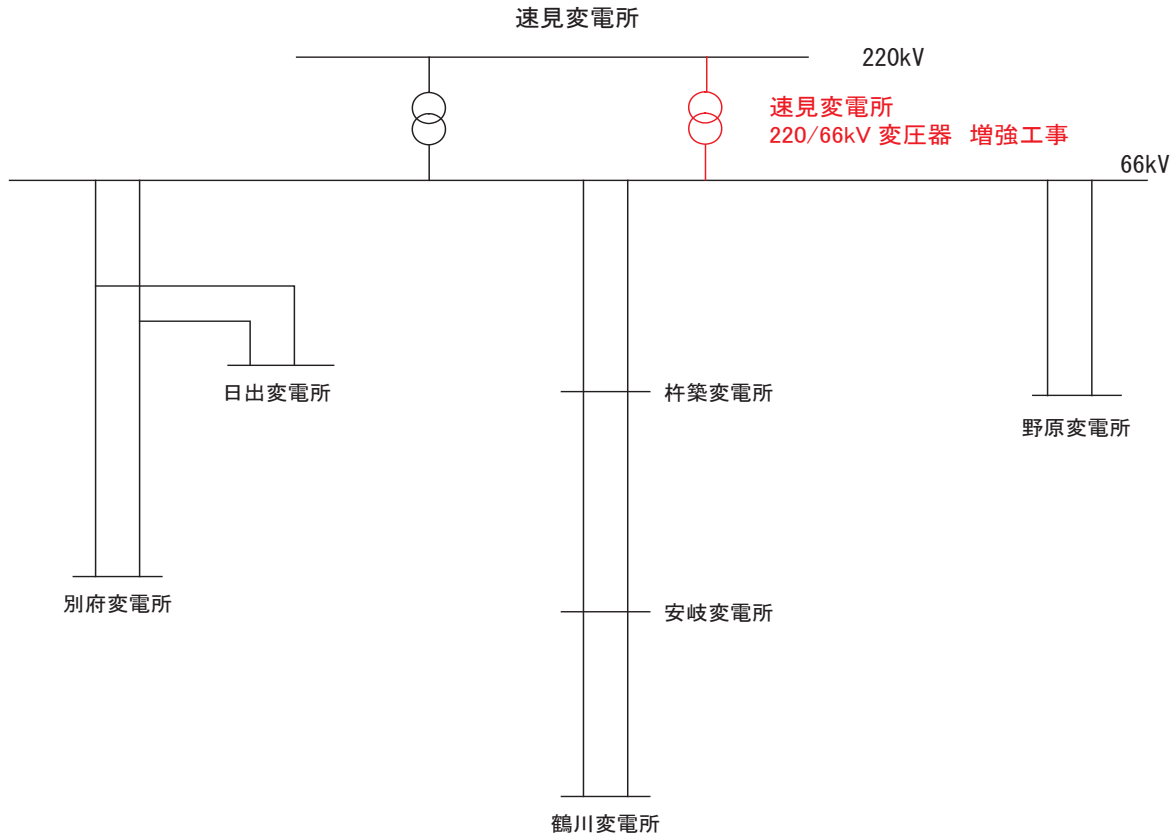 速見変電所
220kV
速見変電所
220/66kV 変圧器 増強工事
66kV
日出変電所
杵築変電所
野原変電所
別府変電所
安岐変電所
鶴川変電所